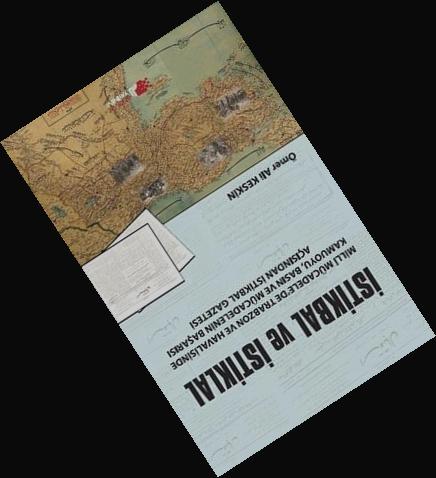 İSTİKBAL ve İSTİKLAL
MİLLİ MÜCADELE'DE TRABZON VE HAVALİSİNDE
KAMUOYU, BASIN VE MÜCADELENİN BAŞARISI
AÇISINDAN İSTİKBAL GAZETESİ
Ömer Ali KESKİN